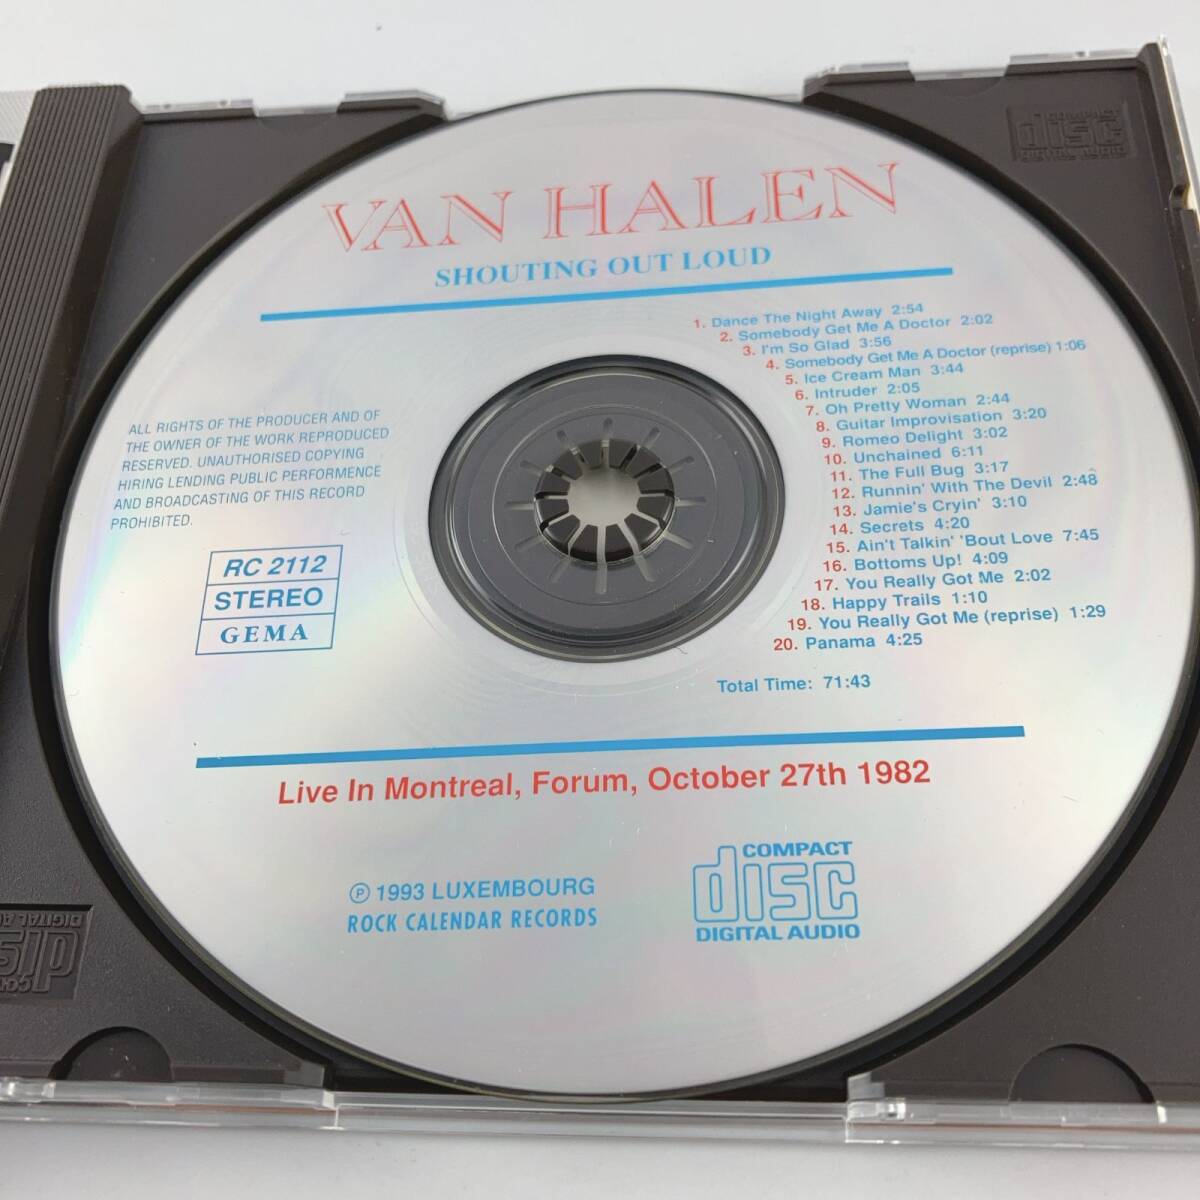 VAN HALEN
SHOUTING OUT LOUD
1. Dance The Night Away 2:54
2. Somebody Get Me A Doctor 2:02
3. I'm So Glad 3:56
4. Somebody Get Me A Doctor (reprise) 1:06
5. Ice Cream Man 3:44
6. Intruder 2:05
7. Oh Pretty Woman 2:44
8. Guitar Improvisation 3:20
9. Romeo Delight 3:02
10. Unchained 6:11
11. The Full Bug 3:17
12. Runnin' With The Devil 2:48
13. Jamie's Cryin' 3:10
14. Secrets 4:20
15. Ain't Talkin' 'Bout Love 7:45
16. Bottoms Up! 4:09
17. You Really Got Me 2:02
18. Happy Trails 1:10
19. You Really Got Me (reprise) 1:29
20. Panama 4:25
Total Time: 71:43
ALL RIGHTS OF THE PRODUCER AND OF
THE OWNER OF THE WORK REPRODUCED
RESERVED. UNAUTHORISED COPYING
HIRING LENDING PUBLIC PERFORMENCE
AND BROADCASTING OF THIS RECORD
PROHIBITED.
RC 2112
STEREO
GEMA
Live In Montreal, Forum, October 27th 1982
℗ 1993 LUXEMBOURG
ROCK CALENDAR RECORDS
COMPACT
disc
DIGITAL AUDIO
COMPACT
disc
DIGITAL AUDIO
disc